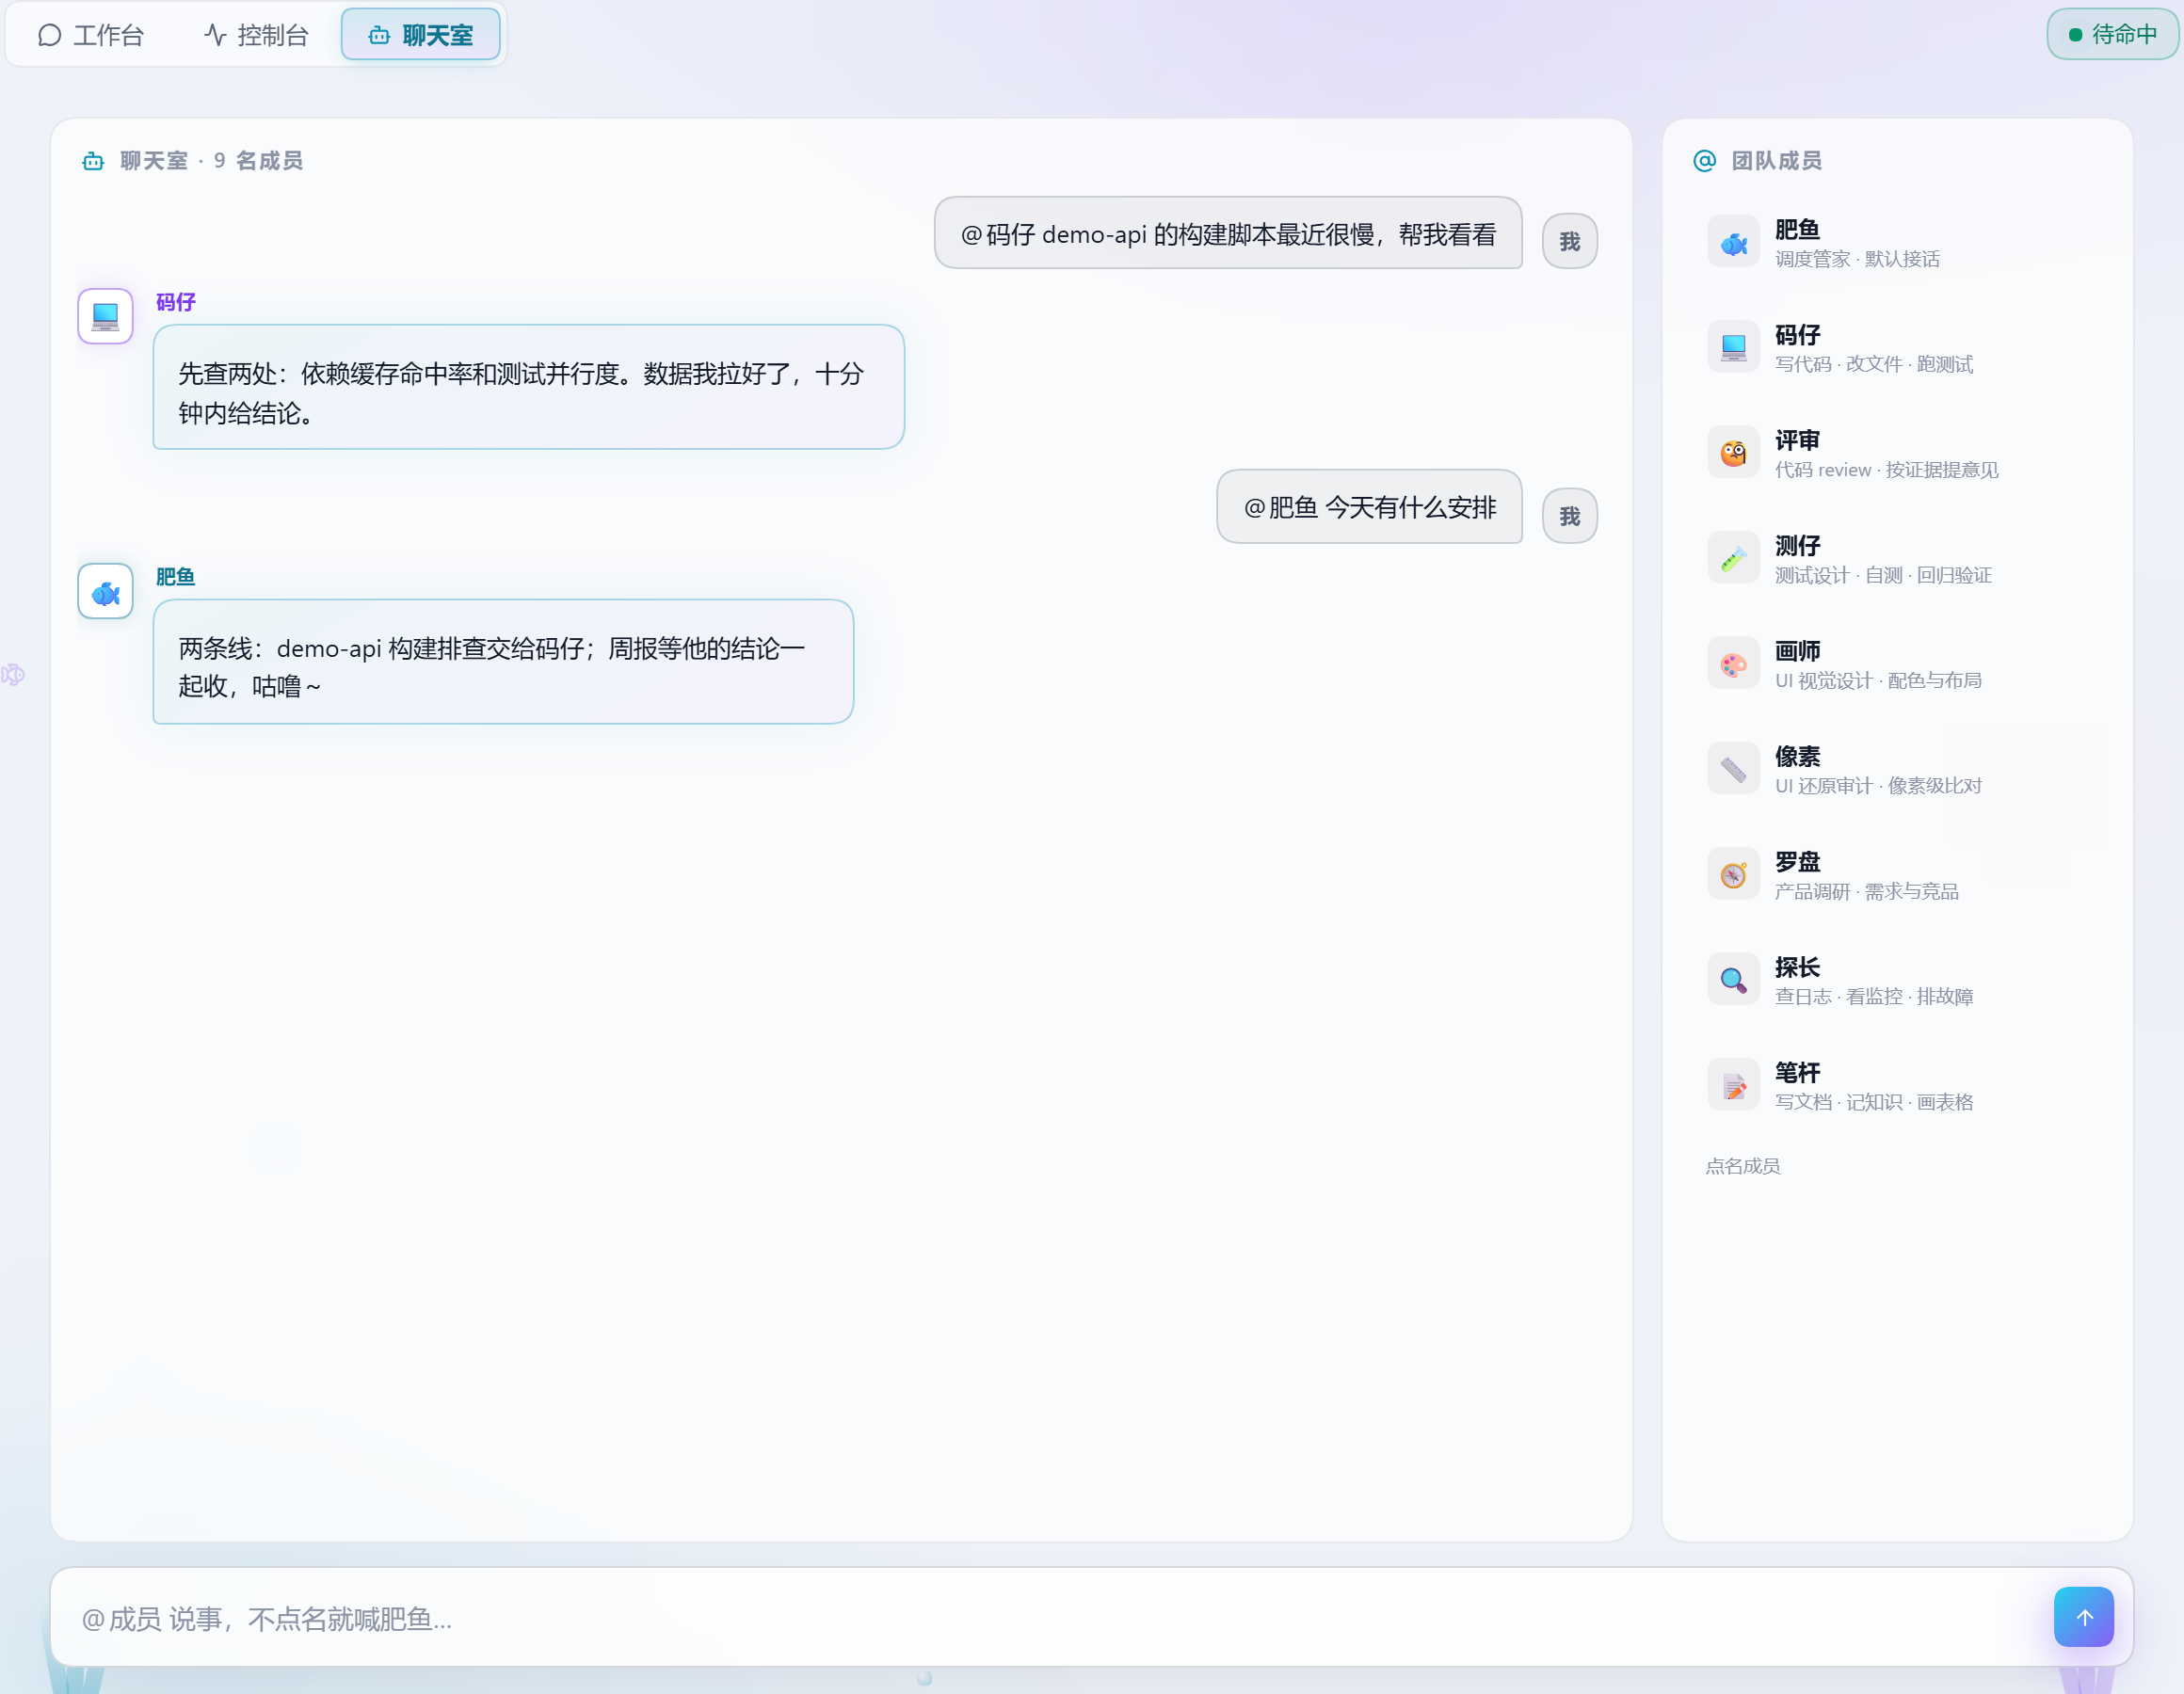 工作台
控制台
聊天室
待命中
聊天室 · 9 名成员
@码仔 demo-api 的构建脚本最近很慢，帮我看看
我
码仔
先查两处：依赖缓存命中率和测试并行度。数据我拉好了，十分
钟内给结论。
@肥鱼 今天有什么安排
我
肥鱼
两条线：demo-api 构建排查交给码仔；周报等他的结论一
起收，咕噜~
团队成员
肥鱼
调度管家 · 默认接话
码仔
写代码 · 改文件 · 跑测试
评审
代码 review · 按证据提意见
测仔
测试设计 · 自测 · 回归验证
画师
UI 视觉设计 · 配色与布局
像素
UI 还原审计 · 像素级比对
罗盘
产品调研 · 需求与竞品
探长
查日志 · 看监控 · 排故障
笔杆
写文档 · 记知识 · 画表格
点名成员
@成员 说事，不点名就喊肥鱼...